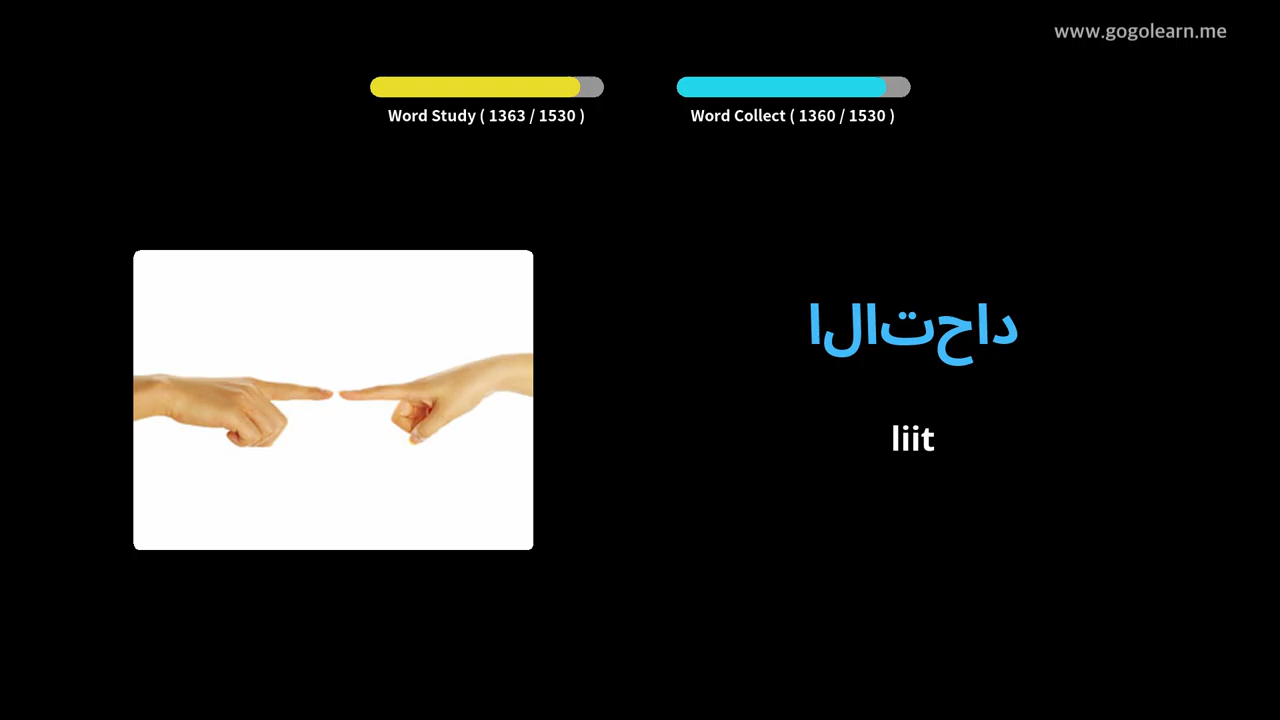 www.gogolearn.me
Word Study ( 1363 / 1530 )
Word Collect ( 1360 / 1530 )
الاتحاد
liit